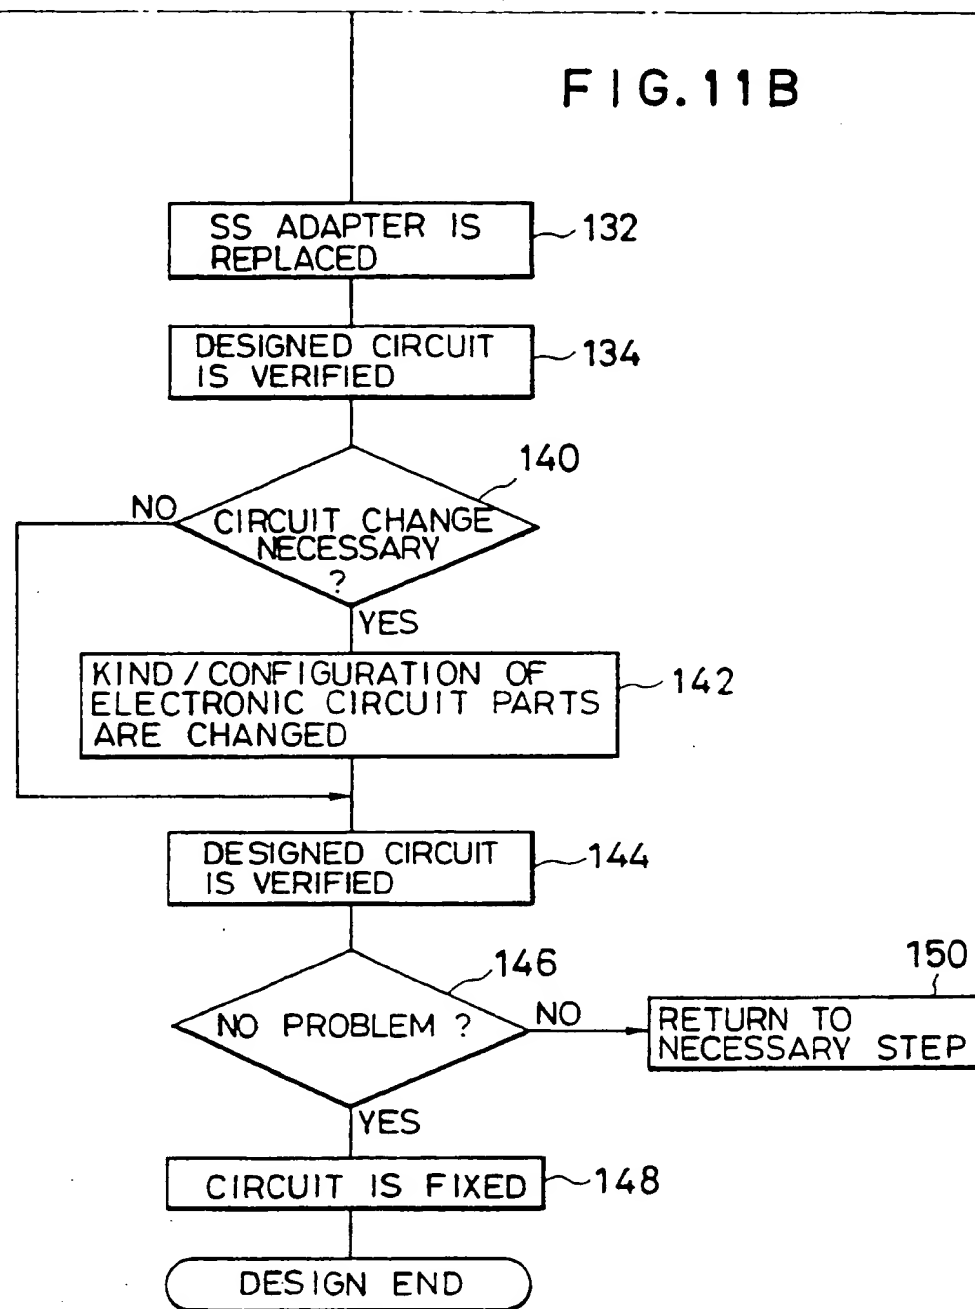 FIG.11B
SS ADAPTER IS
REPLACED
132
DESIGNED CIRCUIT
IS VERIFIED
134
140
NO
CIRCUIT CHANGE
NECESSARY
?
YES
KIND/CONFIGURATION OF
ELECTRONIC CIRCUIT PARTS
ARE CHANGED
142
DESIGNED CIRCUIT
IS VERIFIED
144
146
NO PROBLEM ?
NO
150
RETURN TO
NECESSARY STEP
YES
CIRCUIT IS FIXED
148
DESIGN END